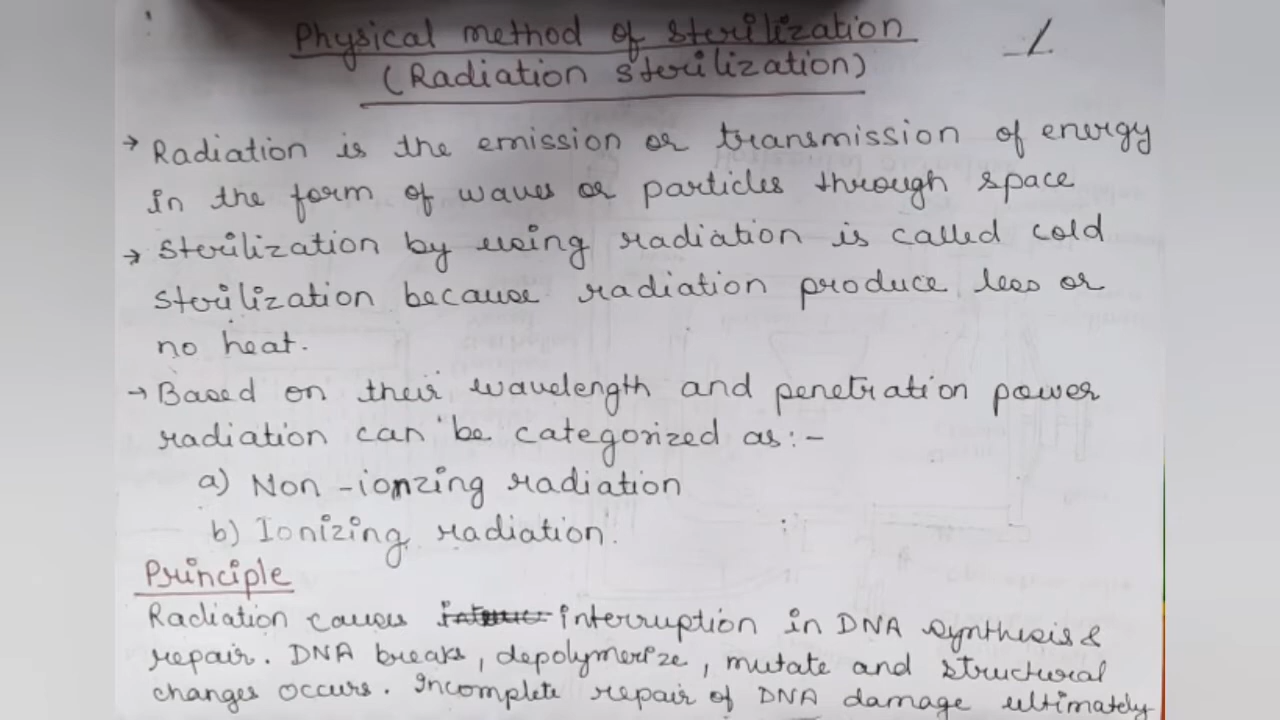 Physical method of sterilization
1
(Radiation sterilization)
→ Radiation is the emission or transmission of energy
in the form of waves or particles through space
→ Sterilization by using radiation is called cold
sterilization because radiation produce less or
no heat.
→ Based on their wavelength and penetration power
radiation can be categorized as:-
a) Non-ionzing radiation
b) Ionizing radiation.
Principle
Radiation causes interruption in DNA synthesis &
repair. DNA breaks, depolymerize, mutate and structural
changes occurs. Incomplete repair of DNA damage ultimately